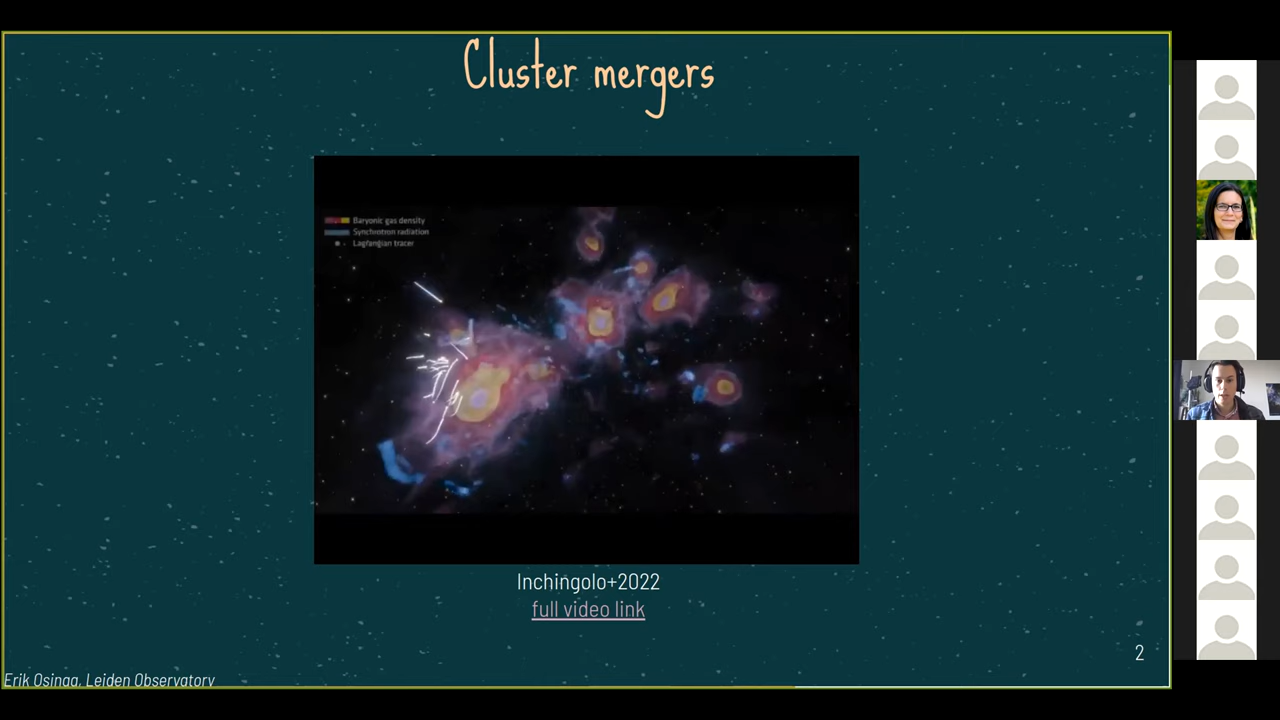 Cluster mergers
Baryonic gas density
Synchrotron radiation
Lagrangian tracer
Inchingolo+2022
full video link
2
Erik Osinga, Leiden Observatory